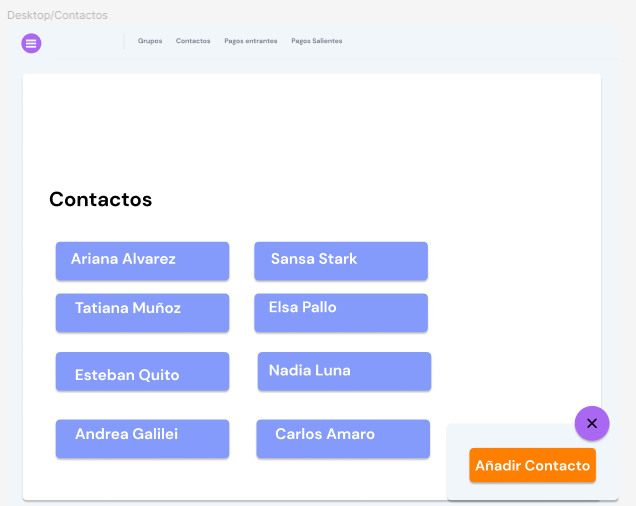 Desktop/Contactos
Grupos Contactos Pagos entrantes Pagos Salientes
Contactos
Ariana Alvarez Sansa Stark
Tatiana Muñoz Elsa Pallo
Esteban Quito Nadia Luna
Andrea Galilei Carlos Amaro
Añadir Contacto